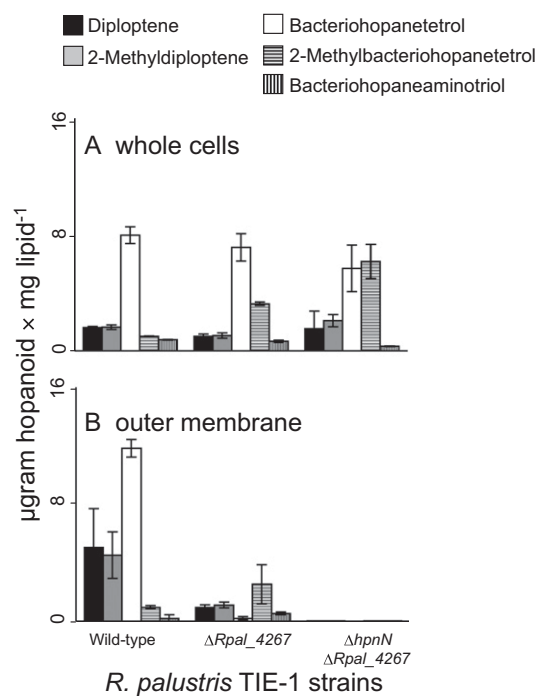 Diploptene
Bacteriohopanetetrol
2-Methyldiploptene
2-Methylbacteriohopanetetrol
Bacteriohopaneaminotriol
µgram hopanoid × mg lipid⁻¹
16
A whole cells
8
0
16
B outer membrane
8
0
Wild-type
ΔRpal_4267
ΔhpnN
ΔRpal_4267
R. palustris TIE-1 strains